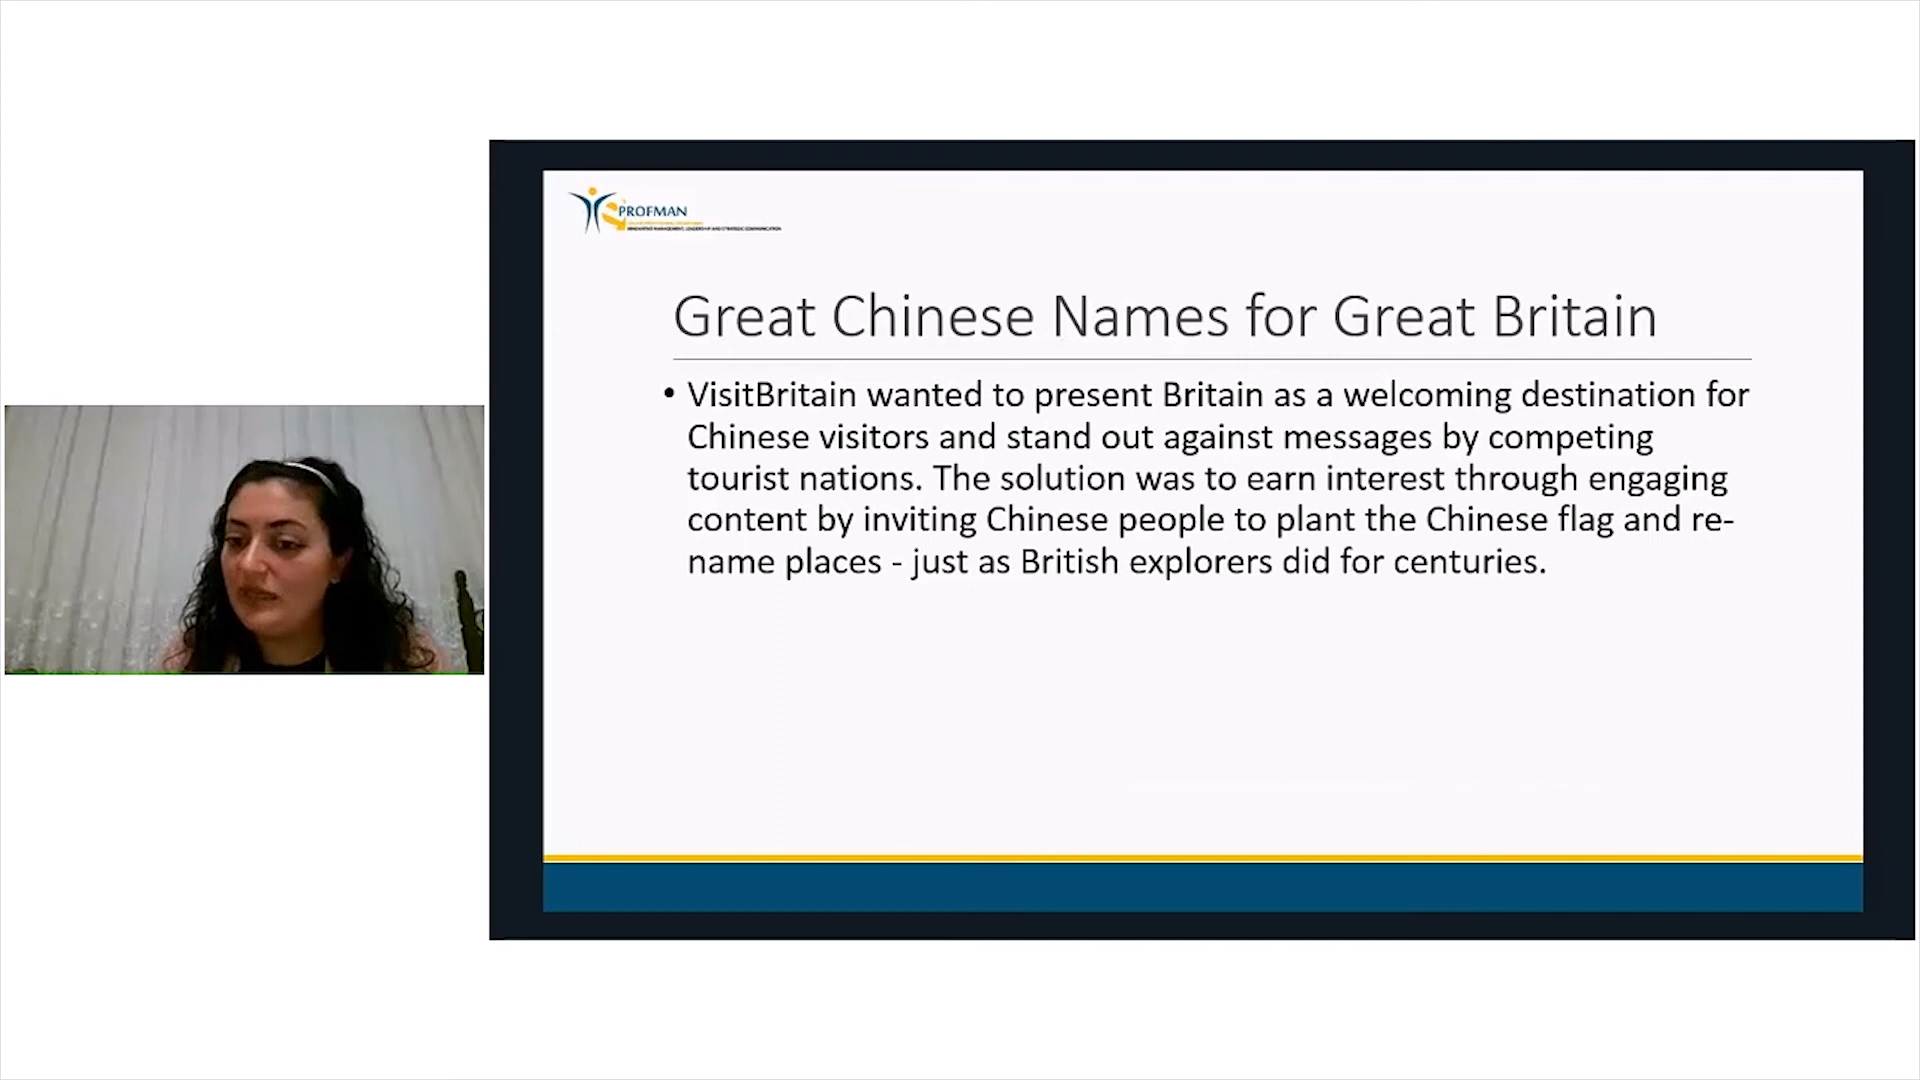 PROFMAN
INNOVATIVE MANAGEMENT, LEADERSHIP AND STRATEGIC COMMUNICATION
Great Chinese Names for Great Britain
• VisitBritain wanted to present Britain as a welcoming destination for
Chinese visitors and stand out against messages by competing
tourist nations. The solution was to earn interest through engaging
content by inviting Chinese people to plant the Chinese flag and re-
name places - just as British explorers did for centuries.